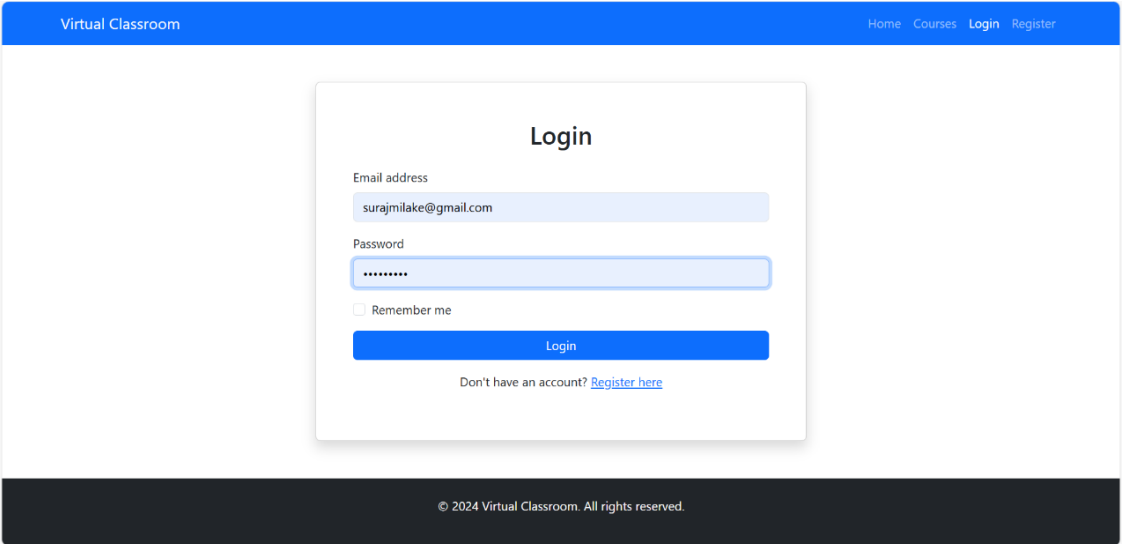 Virtual Classroom Home Courses Login Register
Login
Email address
surajmilake@gmail.com
Password
•••••••••
Remember me
Login
Don't have an account? Register here
© 2024 Virtual Classroom. All rights reserved.